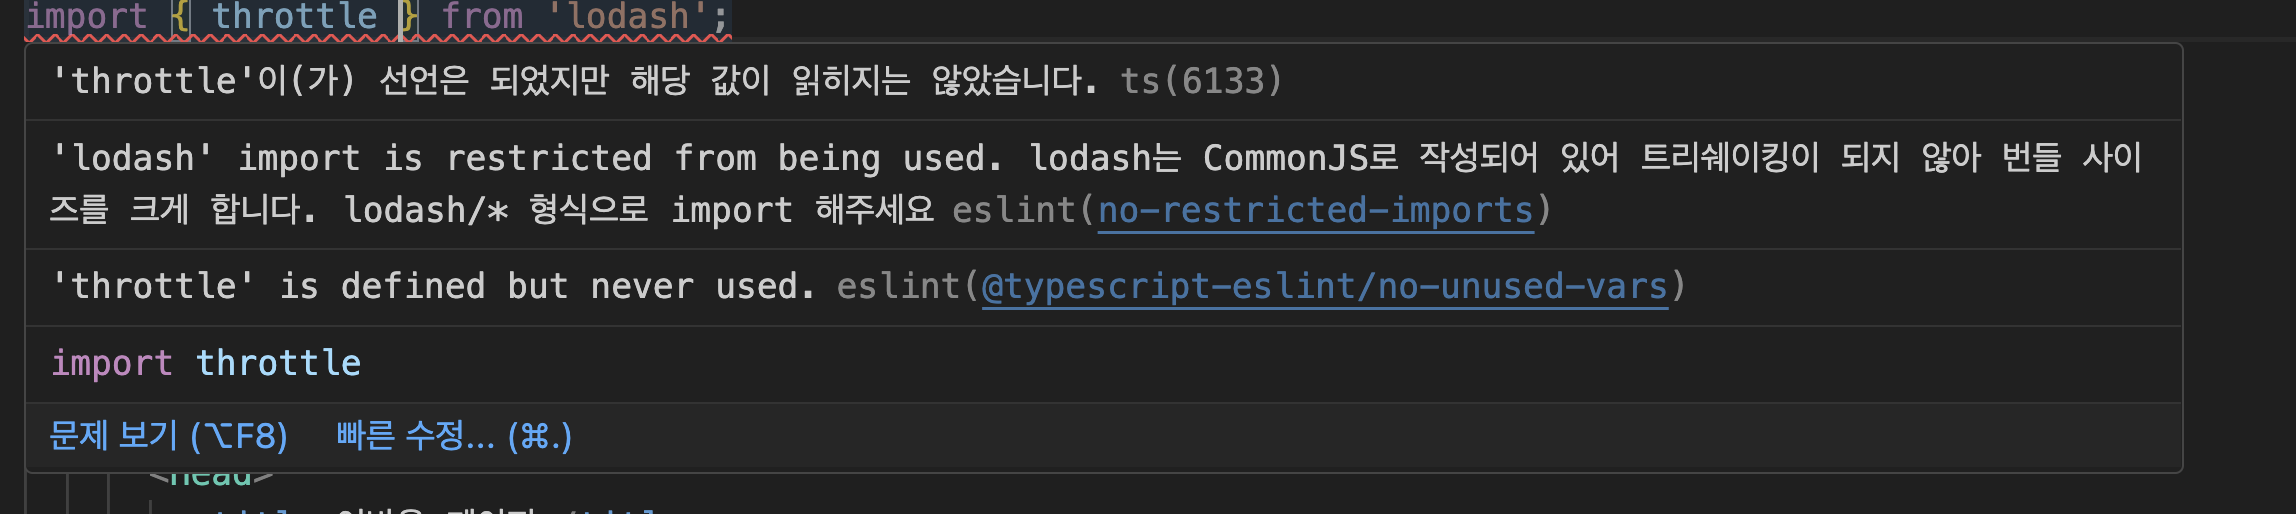 import { throttle } from 'lodash';
'throttle'이(가) 선언은 되었지만 해당 값이 읽히지는 않았습니다. ts(6133)
'lodash' import is restricted from being used. lodash는 CommonJS로 작성되어 있어 트리쉐이킹이 되지 않아 번들 사이
즈를 크게 합니다. lodash/* 형식으로 import 해주세요 eslint(no-restricted-imports)
'throttle' is defined but never used. eslint(@typescript-eslint/no-unused-vars)
import throttle
문제 보기 (⌥F8) 빠른 수정... (⌘.)
<head>